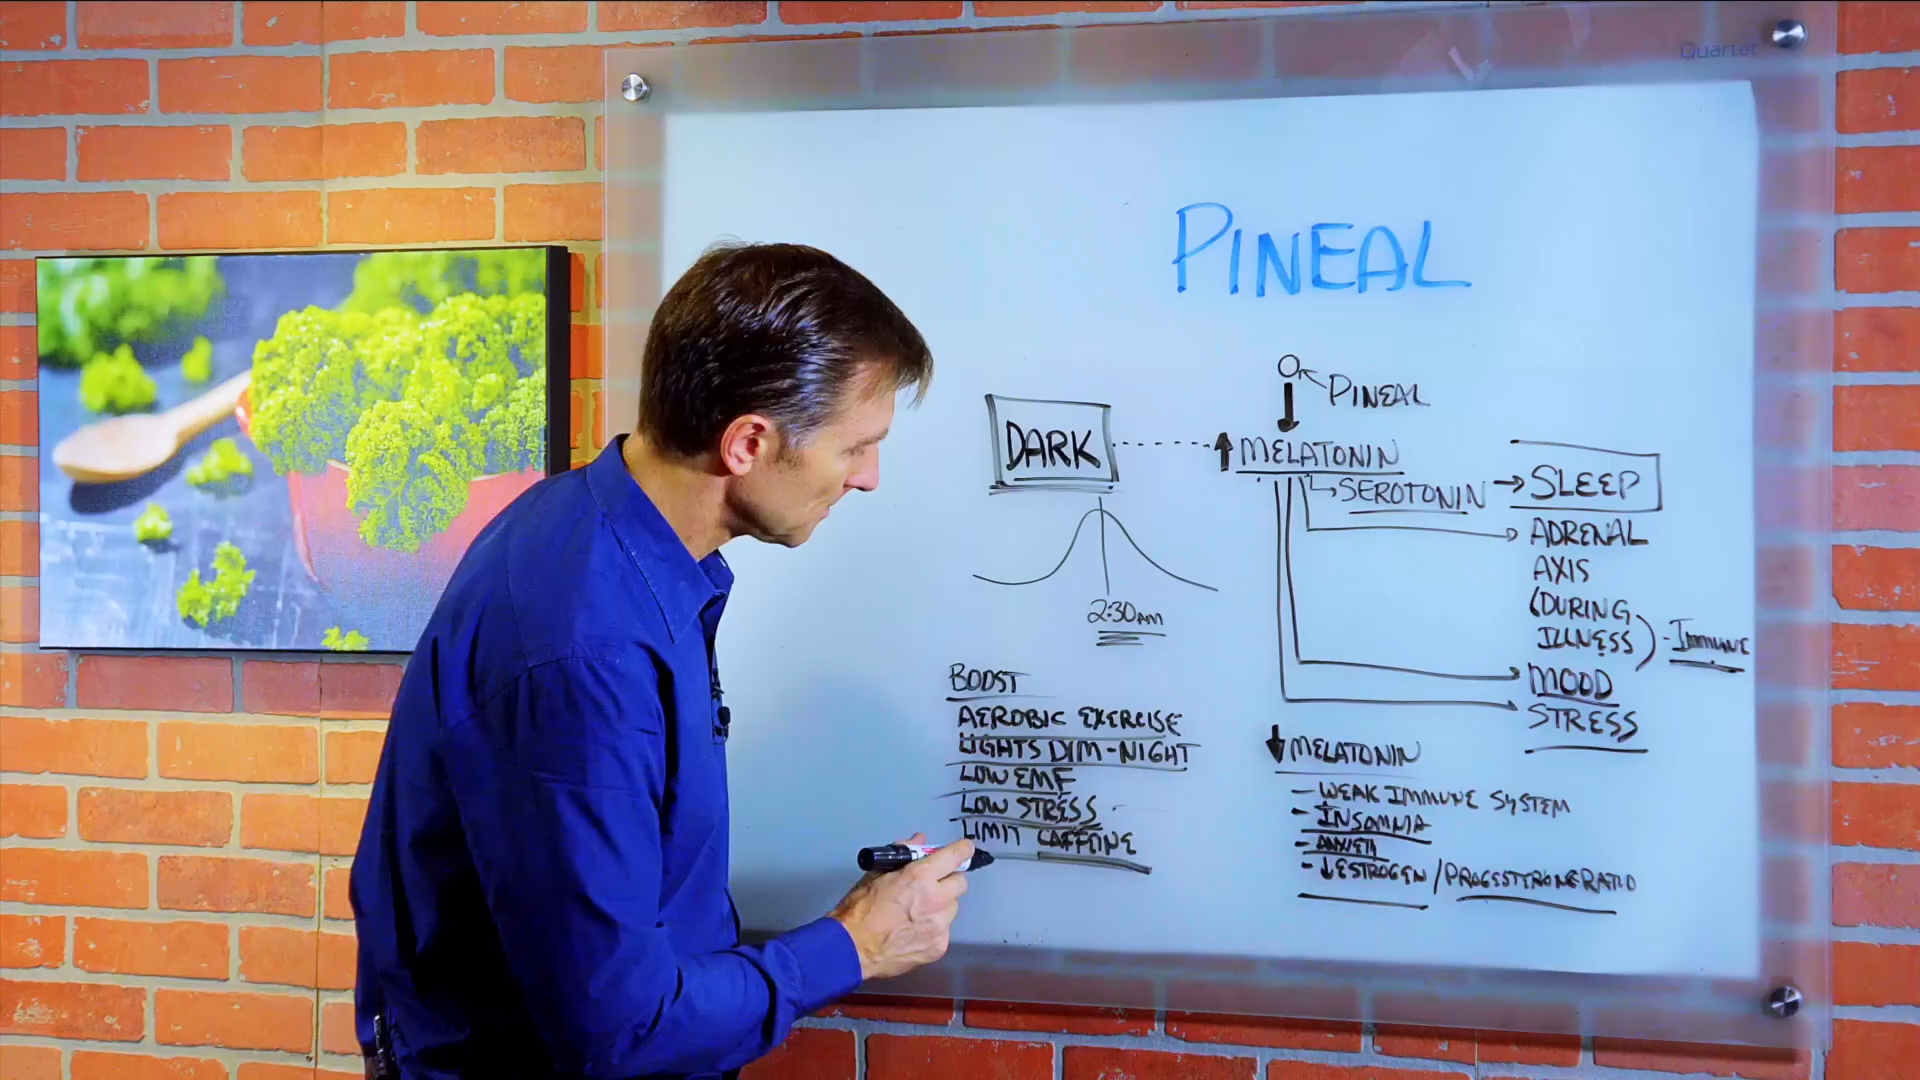 Quartet
PINEAL
PINEAL
DARK
↑ MELATONIN
↳ SEROTONIN → SLEEP
ADRENAL
AXIS
(DURING
ILLNESS) - Immune
MOOD
STRESS
2:30AM
BOOST
AEROBIC EXERCISE
LIGHTS DIM-NIGHT
LOW EMF
LOW STRESS
LIMIT CAFFEINE
↓ MELATONIN
- WEAK IMMUNE SYSTEM
- INSOMNIA
- ANXIETY
- ↓ESTROGEN/PROGESTERONE RATIO